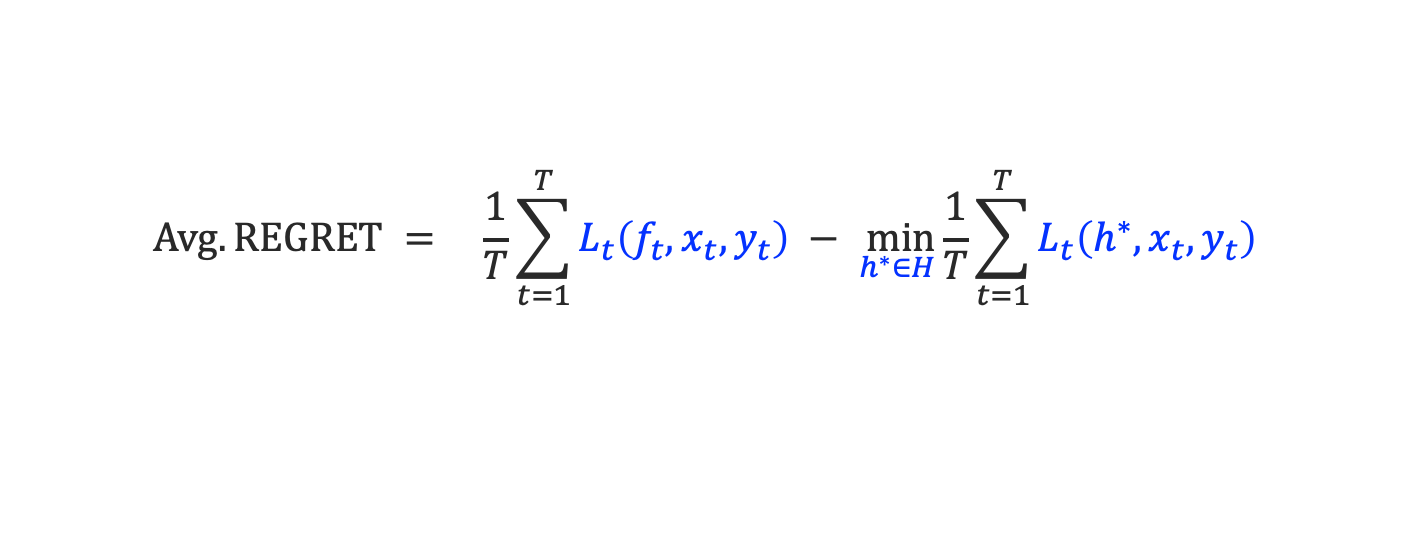 Avg. REGRET = 1/T ∑_{t=1}^{T} L_t(f_t, x_t, y_t) − min_{h*∈H} 1/T ∑_{t=1}^{T} L_t(h*, x_t, y_t)